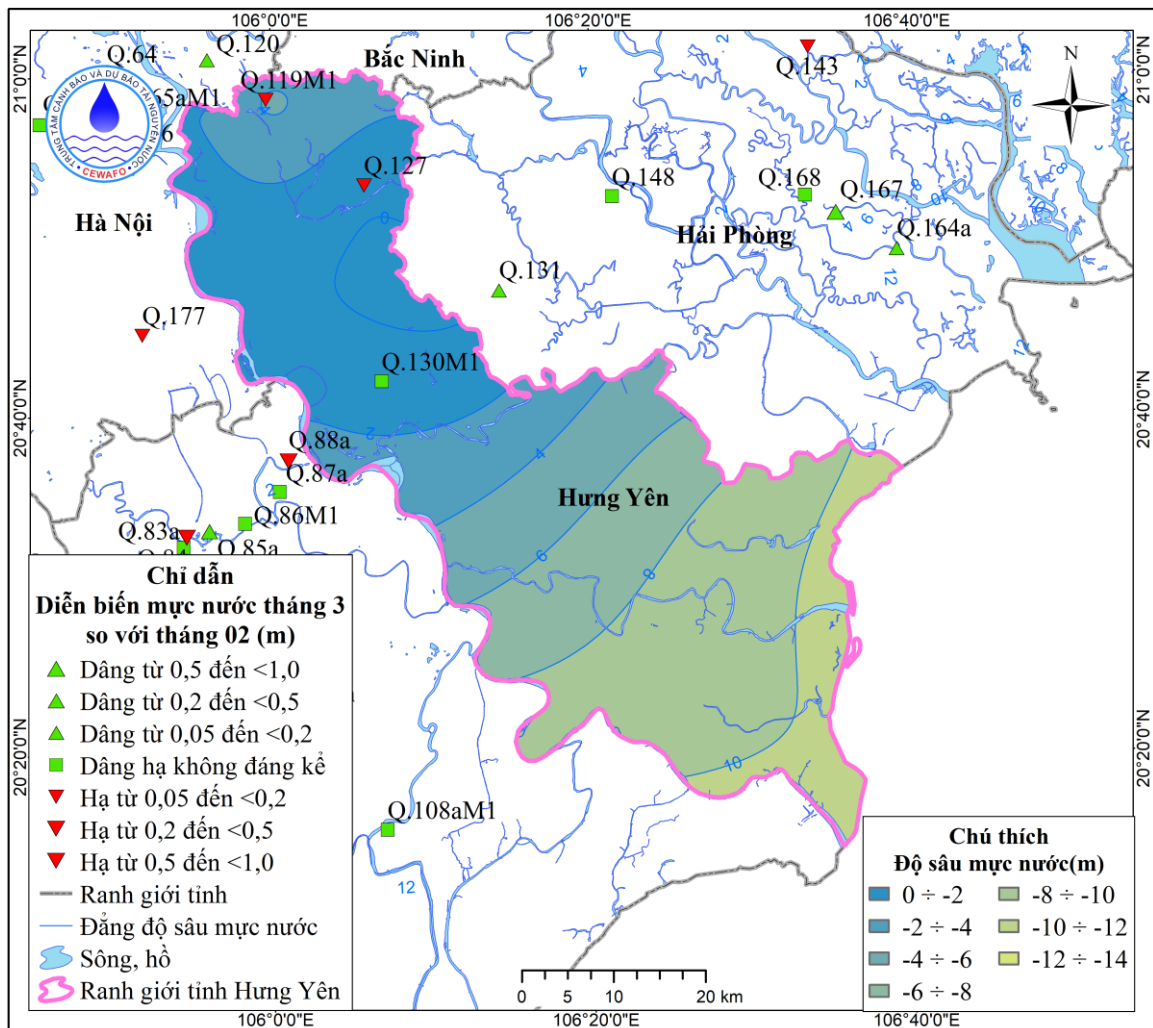 106°0'0"E
106°20'0"E
106°40'0"E
Q.64
Q.120
Bắc Ninh
Q.143
N
21°0'0"N
21°0'0"N
Q.119M1
5aM1
6
TRUNG TÂM CẢNH BÁO VÀ DỰ BÁO TÀI NGUYÊN NƯỚC
CEWAFO
Q.127
Q.148
Q.168
Q.167
Hà Nội
Hải Phòng
Q.164a
Q.131
Q.177
Q.130M1
20°40'0"N
20°40'0"N
Q.88a
Q.87a
Hưng Yên
Q.86M1
Q.83a
Q.85a
2
4
6
8
10
0
12
Q.108aM1
20°20'0"N
20°20'0"N
Chỉ dẫn
Diễn biến mực nước tháng 3
so với tháng 02 (m)
Dâng từ 0,5 đến <1,0
Dâng từ 0,2 đến <0,5
Dâng từ 0,05 đến <0,2
Dâng hạ không đáng kể
Hạ từ 0,05 đến <0,2
Hạ từ 0,2 đến <0,5
Hạ từ 0,5 đến <1,0
Ranh giới tỉnh
Đẳng độ sâu mực nước
Sông, hồ
Ranh giới tỉnh Hưng Yên
0 5 10 20 km
Chú thích
Độ sâu mực nước(m)
0 ÷ -2
-2 ÷ -4
-4 ÷ -6
-6 ÷ -8
-8 ÷ -10
-10 ÷ -12
-12 ÷ -14
106°0'0"E
106°20'0"E
106°40'0"E